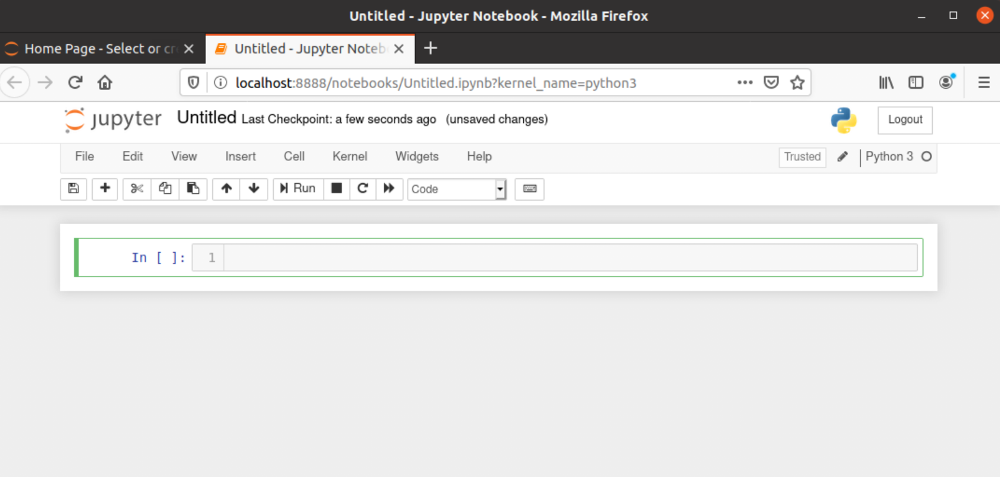 Untitled - Jupyter Notebook - Mozilla Firefox
Home Page - Select or cr
Untitled - Jupyter Noteb
localhost:8888/notebooks/Untitled.ipynb?kernel_name=python3
jupyter Untitled Last Checkpoint: a few seconds ago (unsaved changes) Logout
File Edit View Insert Cell Kernel Widgets Help Trusted Python 3
Run Code
In [ ]: 1